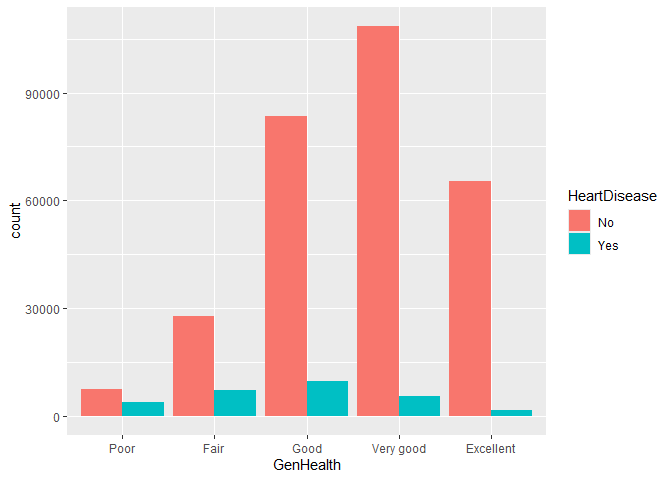 90000
60000
30000
0
count
Poor
Fair
Good
Very good
Excellent
GenHealth
HeartDisease
No
Yes